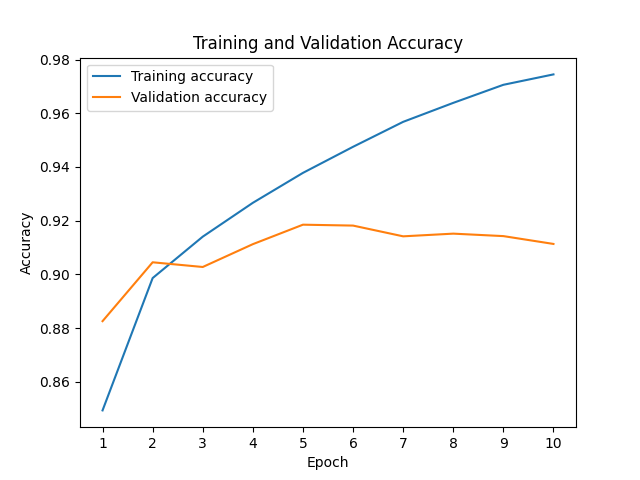 Training and Validation Accuracy
Training accuracy
Validation accuracy
Accuracy
0.98
0.96
0.94
0.92
0.90
0.88
0.86
1 2 3 4 5 6 7 8 9 10
Epoch